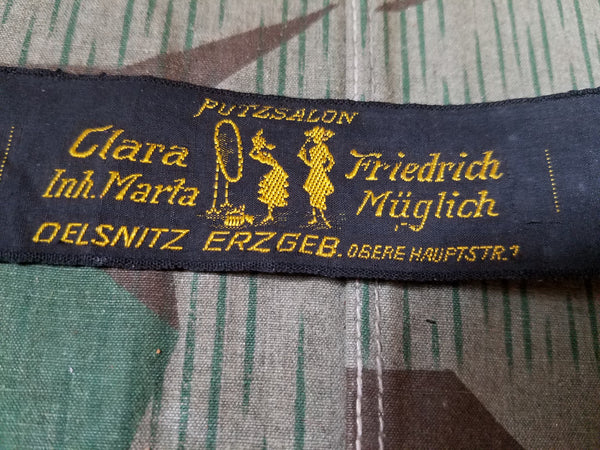 PUTZSALON
Clara Friedrich
Inh. Marta Müglich
OELSNITZ ERZGEB. OBERE HAUPTSTR. 1